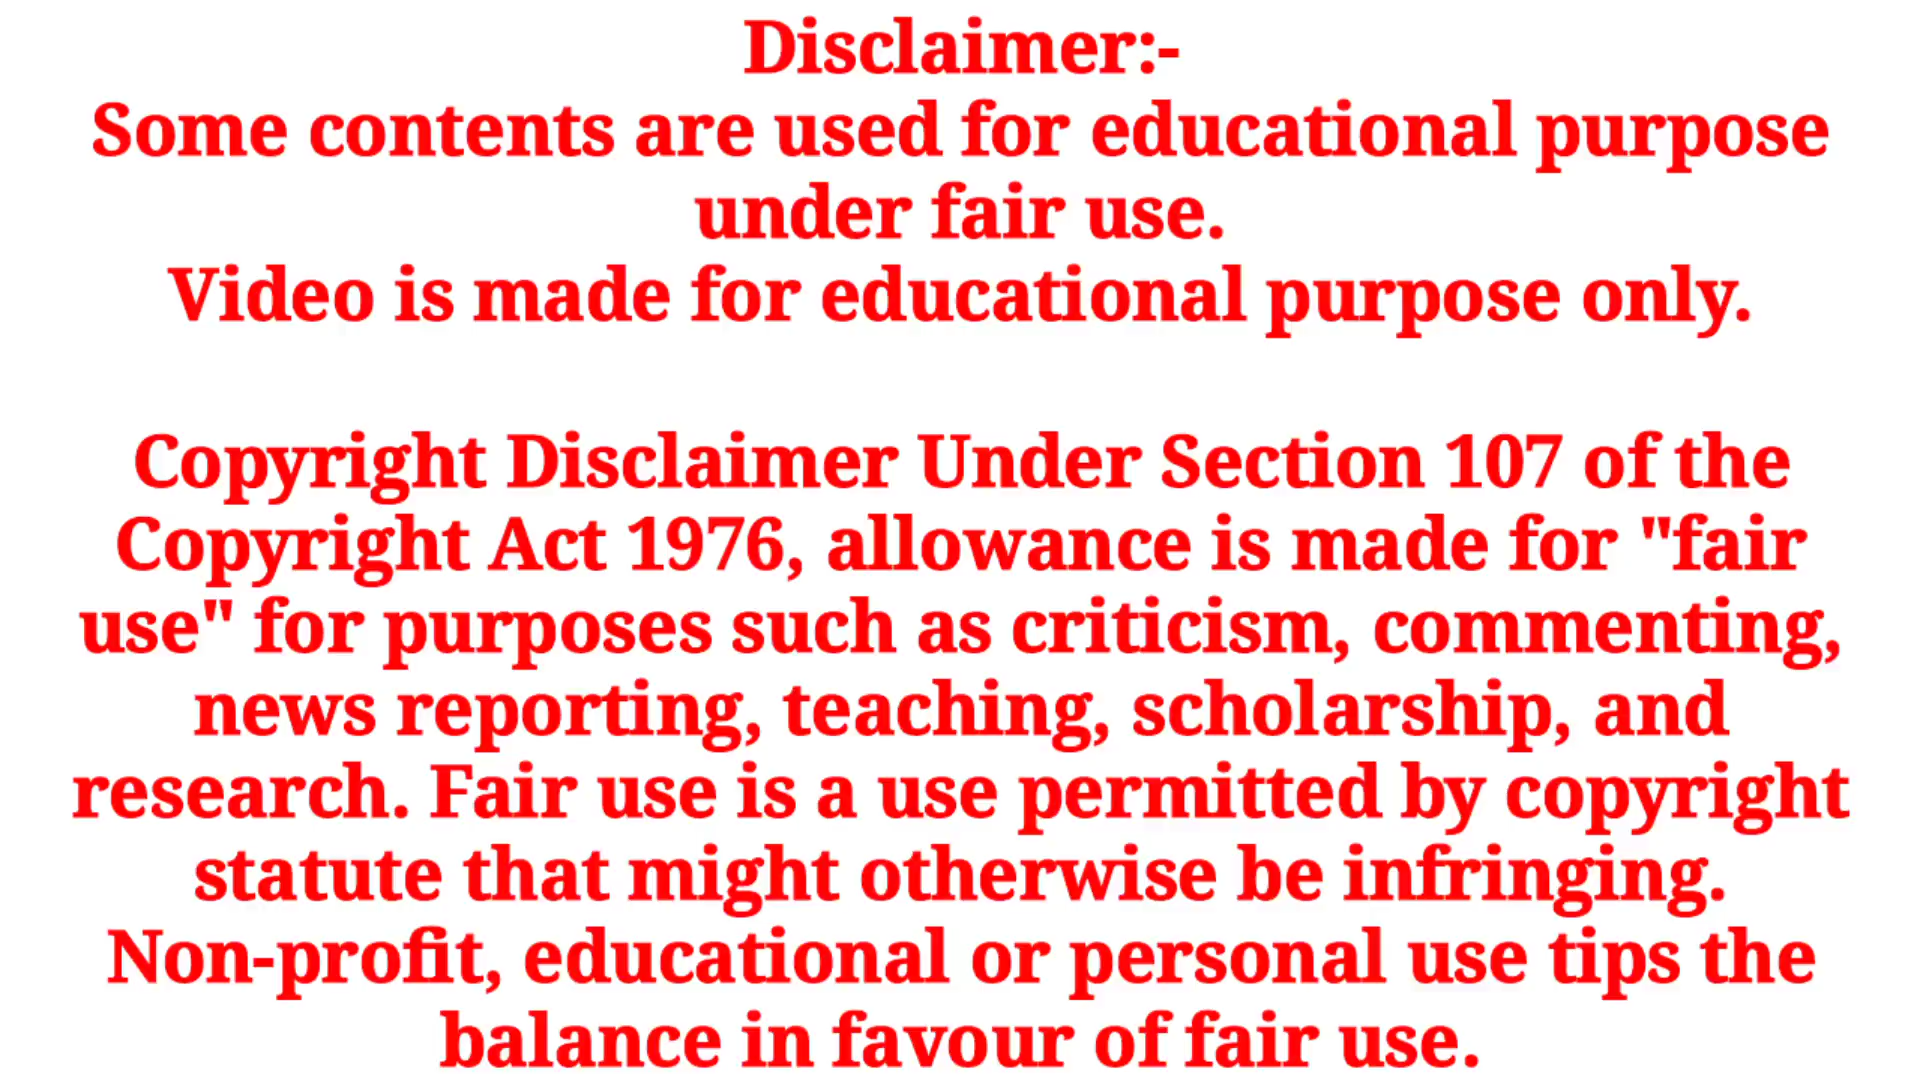 Disclaimer:-
Some contents are used for educational purpose
under fair use.
Video is made for educational purpose only.
Copyright Disclaimer Under Section 107 of the
Copyright Act 1976, allowance is made for "fair
use" for purposes such as criticism, commenting,
news reporting, teaching, scholarship, and
research. Fair use is a use permitted by copyright
statute that might otherwise be infringing.
Non-profit, educational or personal use tips the
balance in favour of fair use.